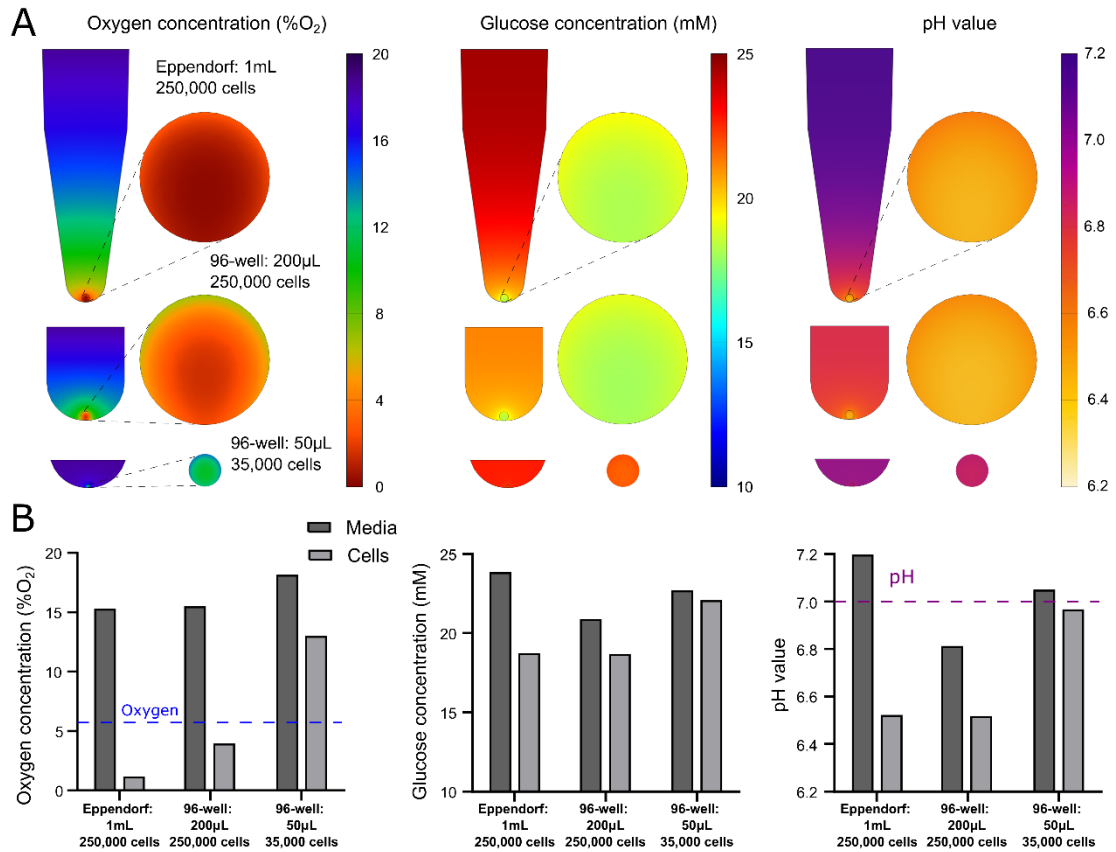 A
Oxygen concentration (%O₂)
Glucose concentration (mM)
pH value
Eppendorf: 1mL
250,000 cells
96-well: 200µL
250,000 cells
96-well: 50µL
35,000 cells
20
16
12
8
4
0
25
20
15
10
7.2
7.0
6.8
6.6
6.4
6.2
B
Media
Cells
Oxygen concentration (%O₂)
20
15
10
5
0
Oxygen
Eppendorf:
1mL
250,000 cells
96-well:
200µL
250,000 cells
96-well:
50µL
35,000 cells
Glucose concentration (mM)
25
20
15
10
Eppendorf:
1mL
250,000 cells
96-well:
200µL
250,000 cells
96-well:
50µL
35,000 cells
pH value
7.2
7.0
6.8
6.6
6.4
6.2
pH
Eppendorf:
1mL
250,000 cells
96-well:
200µL
250,000 cells
96-well:
50µL
35,000 cells